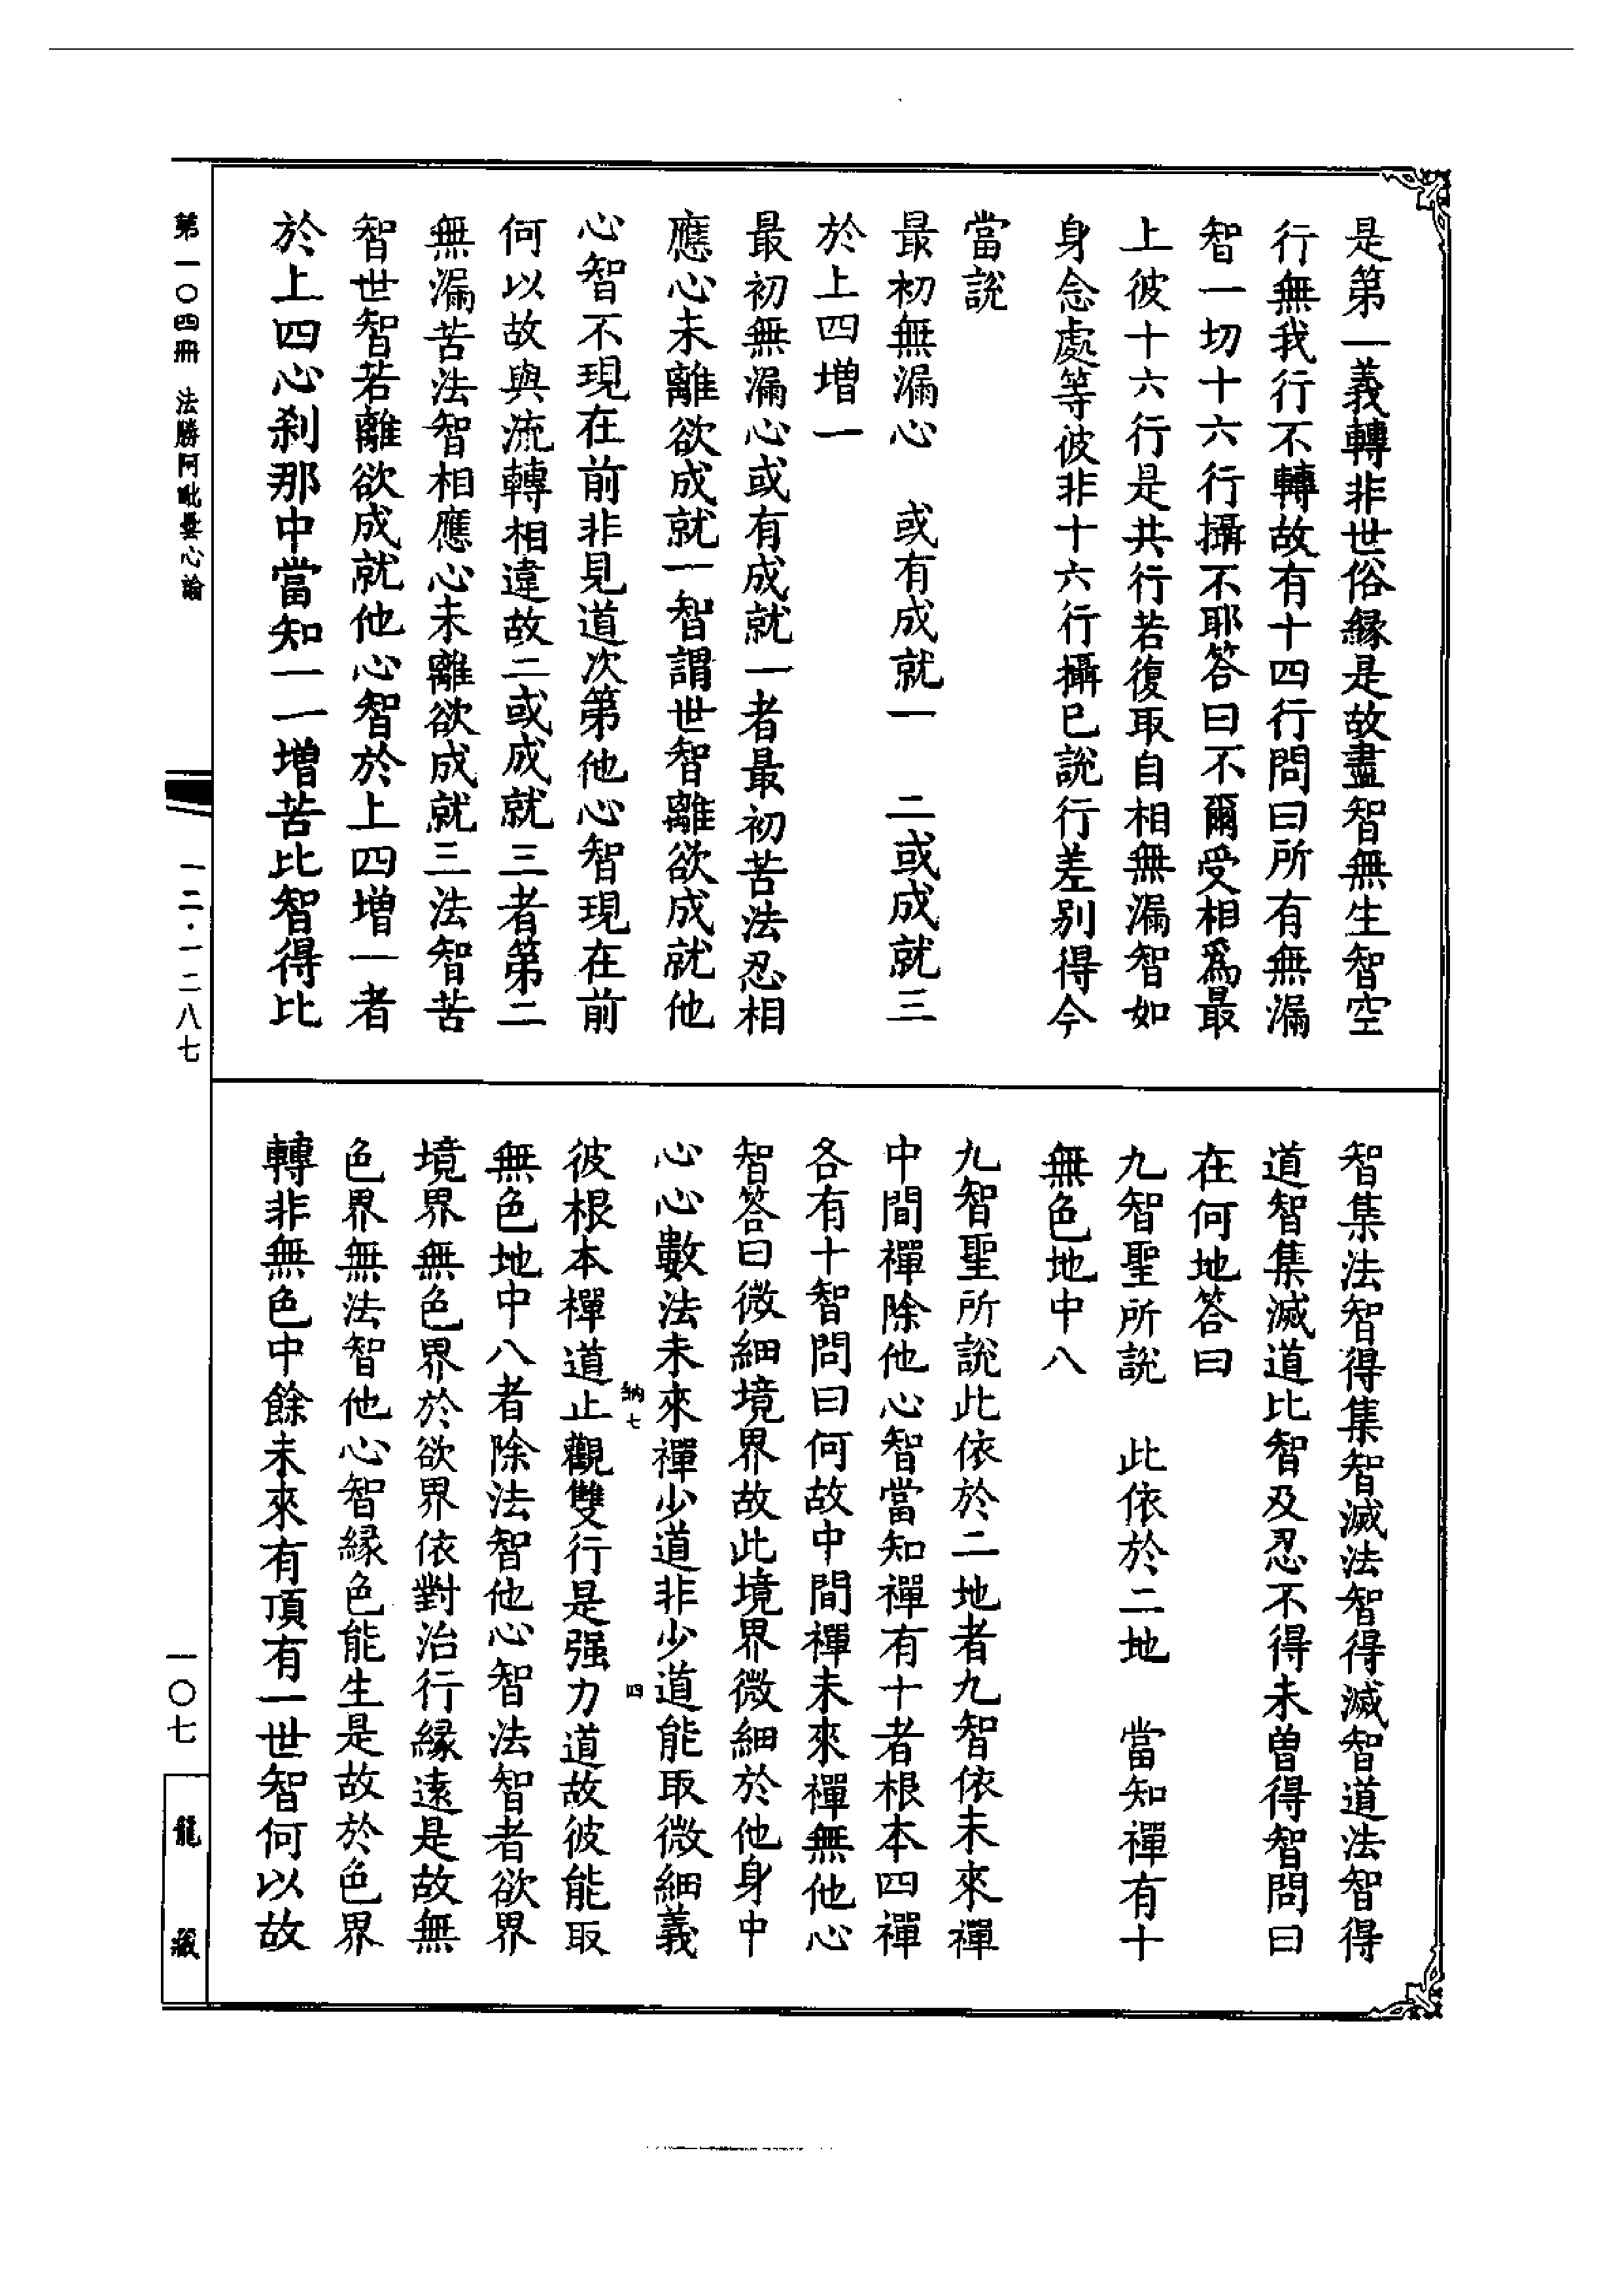 是第一義轉非世俗緣是故盡智無生智空
行無我行不轉故有十四行問曰所有無漏
智一切十六行攝不耶答曰不爾受相爲最
上彼十六行是共行若復取自相無漏智如
身念處等彼非十六行攝已說行差別得今
當說
最初無漏心　或有成就一　二或成就三
於上四增一
最初無漏心或有成就一者最初苦法忍相
應心未離欲成就一智謂世智離欲成就他
心智不現在前非見道次第他心智現在前
何以故與流轉相違故二或成就三者第二
無漏苦法智相應心未離欲成就三法智苦
智世智若離欲成就他心智於上四增一者
於上四心刹那中當知一一增苦比智得比
智集法智得集智滅法智得滅智道法智得
道智集滅道比智及忍不得未曾得智問曰
在何地答曰
九智聖所說　此依於二地　當知禪有十
無色地中八
九智聖所說此依於二地者九智依未來禪
中間禪除他心智當知禪有十者根本四禪
各有十智問曰何故中間禪未來禪無他心
智答曰微細境界故此境界微細於他身中
心心數法未來禪少道非少道能取微細義
納七　四
彼根本禪道止觀雙行是强力道故彼能取
無色地中八者除法智他心智法智者欲界
境界無色界於欲界依對治行緣遠是故無
色界無法智他心智緣色能生是故於色界
轉非無色中餘未來有頂有一世智何以故
第一〇四冊　法勝阿毗曇心論
一二·一二八七
一〇七
龍藏